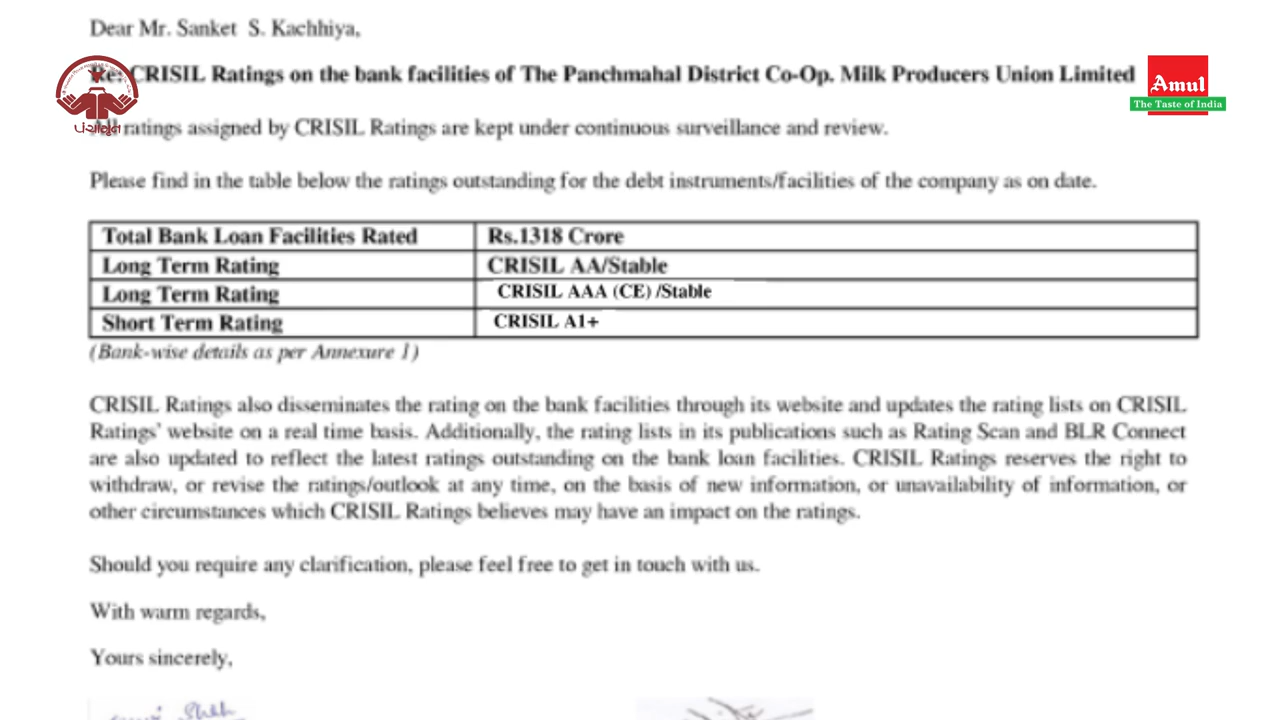 Dear Mr. Sanket S. Kachhiya,
Re: CRISIL Ratings on the bank facilities of The Panchmahal District Co-Op. Milk Producers Union Limited
Amul
The Taste of India
પંચામૃત
All ratings assigned by CRISIL Ratings are kept under continuous surveillance and review.
Please find in the table below the ratings outstanding for the debt instruments/facilities of the company as on date.
Total Bank Loan Facilities Rated Rs.1318 Crore
Long Term Rating CRISIL AA/Stable
Long Term Rating CRISIL AAA (CE) /Stable
Short Term Rating CRISIL A1+
(Bank-wise details as per Annexure 1)
CRISIL Ratings also disseminates the rating on the bank facilities through its website and updates the rating lists on CRISIL
Ratings' website on a real time basis. Additionally, the rating lists in its publications such as Rating Scan and BLR Connect
are also updated to reflect the latest ratings outstanding on the bank loan facilities. CRISIL Ratings reserves the right to
withdraw, or revise the ratings/outlook at any time, on the basis of new information, or unavailability of information, or
other circumstances which CRISIL Ratings believes may have an impact on the ratings.
Should you require any clarification, please feel free to get in touch with us.
With warm regards,
Yours sincerely,